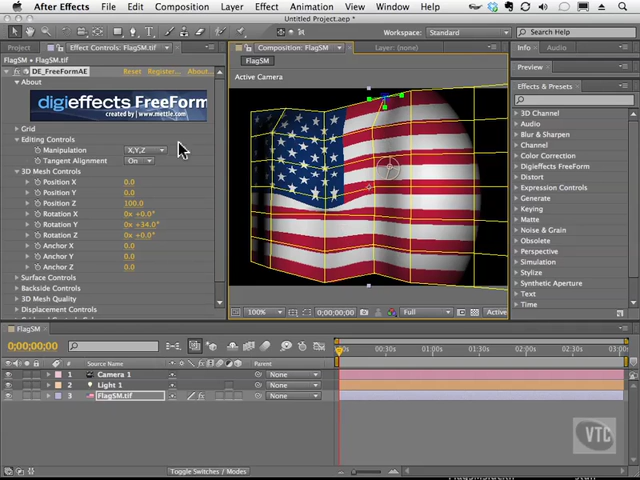 After Effects File Edit Composition Layer Effect Animation View Window
Untitled Project.aep *
Workspace: Standard Search Help
Project Effect Controls: FlagSM.tif Composition: FlagSM Layer: (none) Info Audio
FlagSM • FlagSM.tif
FlagSM
DE_FreeFormAE Reset Register... About...
Active Camera
Preview
About
Effects & Presets
digieffects FreeForm
created by www.mettle.com
Grid
Editing Controls
Manipulation X,Y,Z
Tangent Alignment On
3D Mesh Controls
Position X 0.0
Position Y 0.0
Position Z 100.0
Rotation X 0x +0.0°
Rotation Y 0x +34.0°
Rotation Z 0x +0.0°
Anchor X 0.0
Anchor Y 0.0
Anchor Z 0.0
Surface Controls
Backside Controls
3D Mesh Quality
Displacement Controls
3D Channel
Audio
Blur & Sharpen
Channel
Color Correction
Digieffects FreeForm
Distort
Expression Controls
Generate
Keying
Matte
Noise & Grain
Obsolete
Perspective
Simulation
Stylize
Synthetic Aperture
Text
Time
100% 0;00;00;00 Full Active
FlagSM
0;00;00;00
00:30s 01:00s 01:30s 02:00s 02:30s 03:00
# Source Name Parent
1 Camera 1 None
2 Light 1 None
3 FlagSM.tif None
VTC
Toggle Switches / Modes